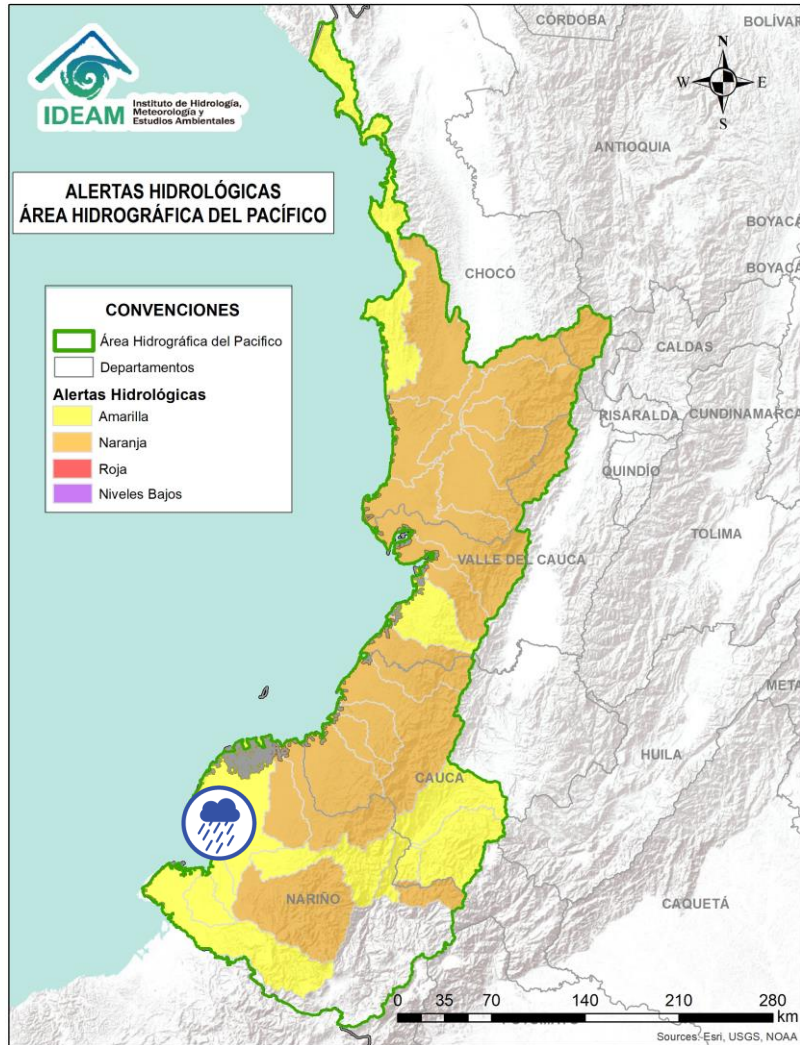 IDEAM
Instituto de Hidrología,
Meteorología y
Estudios Ambientales
ALERTAS HIDROLÓGICAS
ÁREA HIDROGRÁFICA DEL PACÍFICO
CONVENCIONES
Área Hidrográfica del Pacifico
Departamentos
Alertas Hidrológicas
Amarilla
Naranja
Roja
Niveles Bajos
N
W
E
S
CÓRDOBA
BOLÍVAR
ANTIOQUIA
BOYACÁ
BOYACÁ
CHOCÓ
CALDAS
RISARALDA
CUNDINAMARCA
QUINDÍO
TOLIMA
VALLE DEL CAUCA
META
HUILA
CAUCA
NARIÑO
CAQUETÁ
0 35 70 140 210 280
km
Sources: Esri, USGS, NOAA